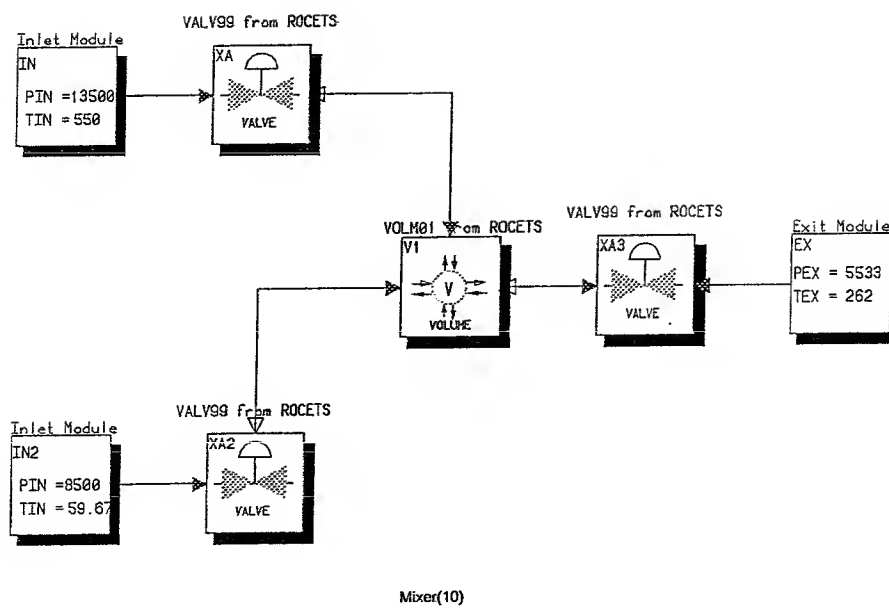 VALV99 from ROCETS
Inlet Module
IN
PIN =13500
TIN = 550
XA
VALVE
VALV99 from ROCETS
VOLM01 from ROCETS
V1
V
VOLUME
XA3
VALVE
Exit Module
EX
PEX = 5533
TEX = 262
VALV99 from ROCETS
Inlet Module
IN2
PIN =8500
TIN =59.67
XA2
VALVE
Mixer(10)